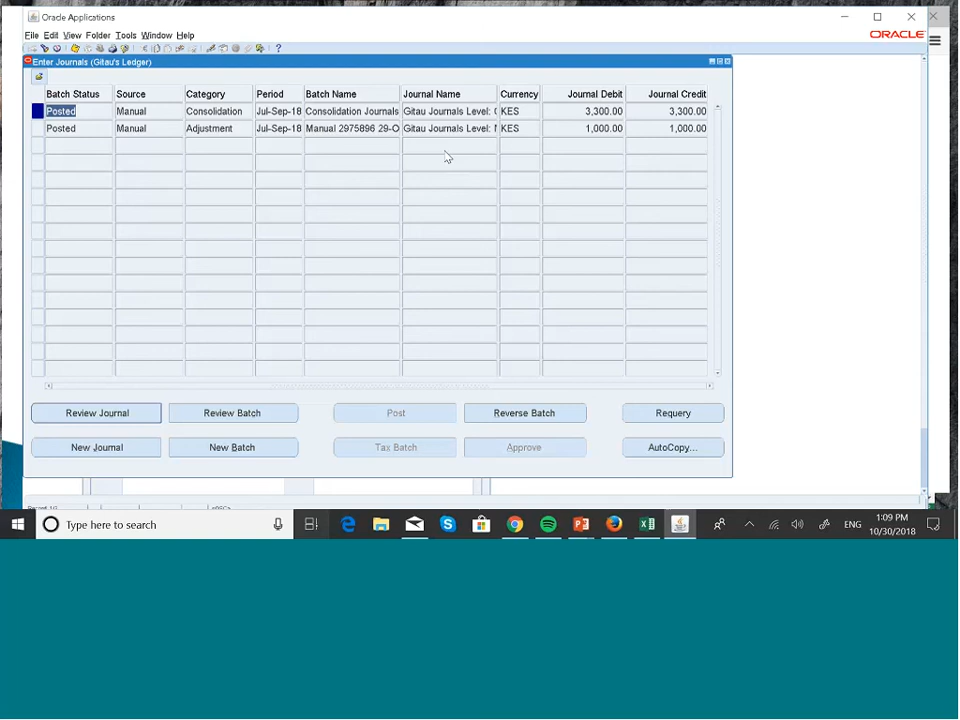 Oracle Applications
File Edit View Folder Tools Window Help
ORACLE
Enter Journals (Gitau's Ledger)
Batch Status Source Category Period Batch Name Journal Name Currency Journal Debit Journal Credit
Posted Manual Consolidation Jul-Sep-18 Consolidation Journals Gitau Journals Level: KES 3,300.00 3,300.00
Posted Manual Adjustment Jul-Sep-18 Manual 2975896 29-O Gitau Journals Level: KES 1,000.00 1,000.00
Review Journal Review Batch Post Reverse Batch Requery
New Journal New Batch Tax Batch Approve AutoCopy...
Type here to search
ENG
1:09 PM
10/30/2018